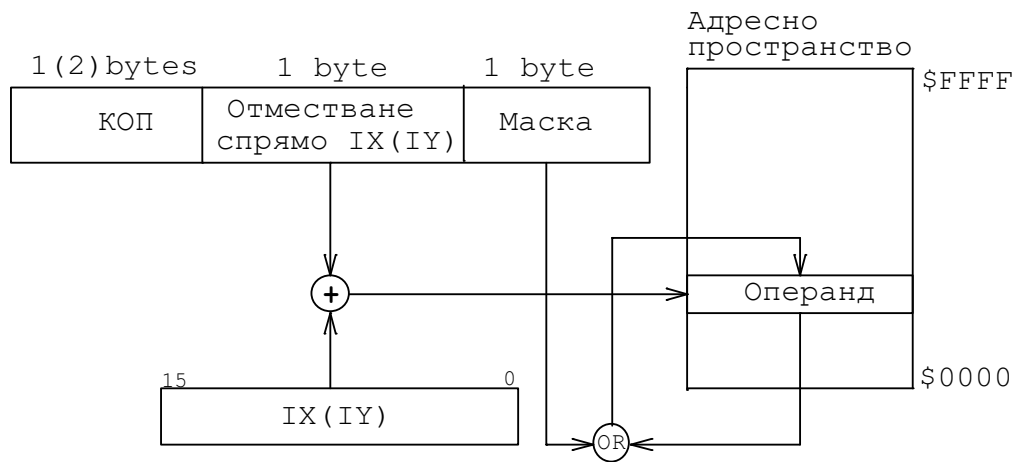 Адресно
пространство
1(2)bytes 1 byte 1 byte
$FFFF
КОП
Отместване
спрямо IX(IY)
Маска
+
Операнд
15 0
$0000
IX(IY)
OR